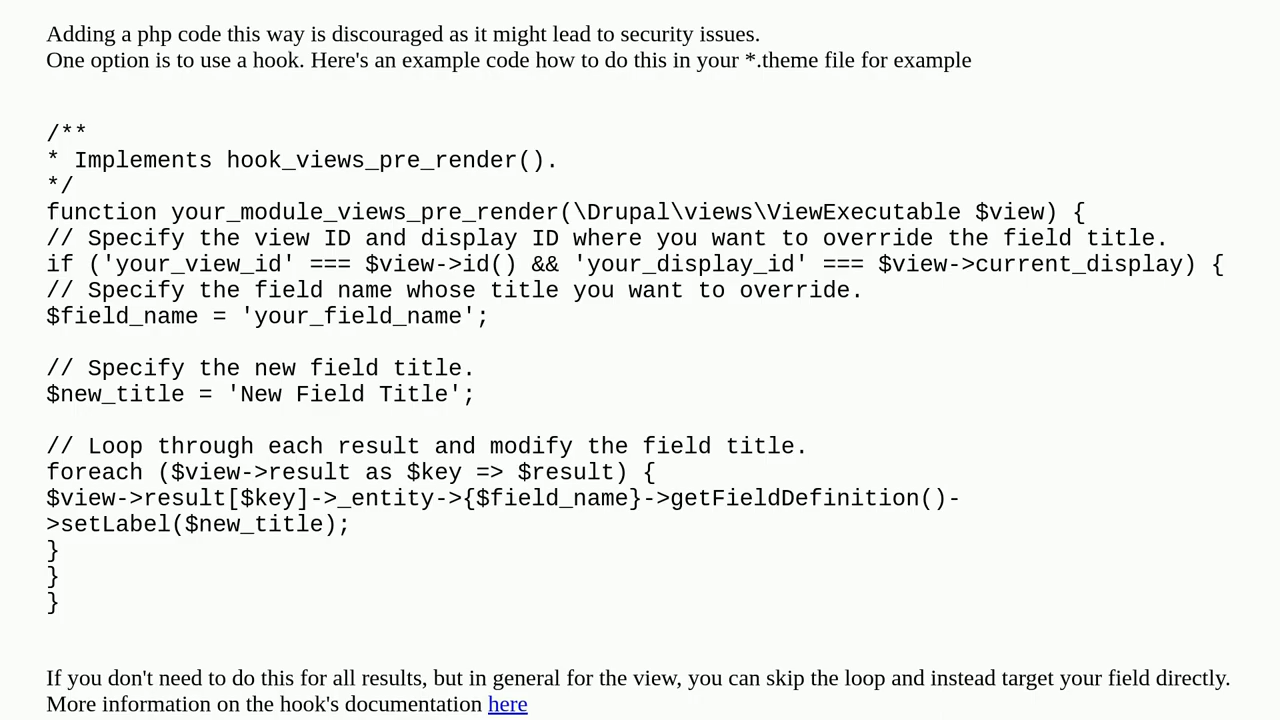 Adding a php code this way is discouraged as it might lead to security issues.
One option is to use a hook. Here's an example code how to do this in your *.theme file for example
/**
* Implements hook_views_pre_render().
*/
function your_module_views_pre_render(\Drupal\views\ViewExecutable $view) {
// Specify the view ID and display ID where you want to override the field title.
if ('your_view_id' === $view->id() && 'your_display_id' === $view->current_display) {
// Specify the field name whose title you want to override.
$field_name = 'your_field_name';
// Specify the new field title.
$new_title = 'New Field Title';
// Loop through each result and modify the field title.
foreach ($view->result as $key => $result) {
$view->result[$key]->_entity->{$field_name}->getFieldDefinition()-
>setLabel($new_title);
}
}
}
If you don't need to do this for all results, but in general for the view, you can skip the loop and instead target your field directly.
More information on the hook's documentation here